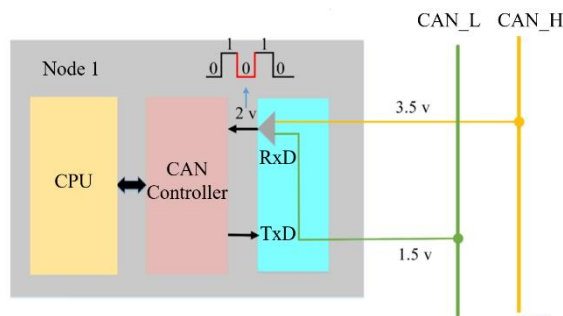 CAN_L CAN_H
Node 1
1 1
0 0 0
2 v
3.5 v
CPU
CAN
Controller
RxD
TxD
1.5 v